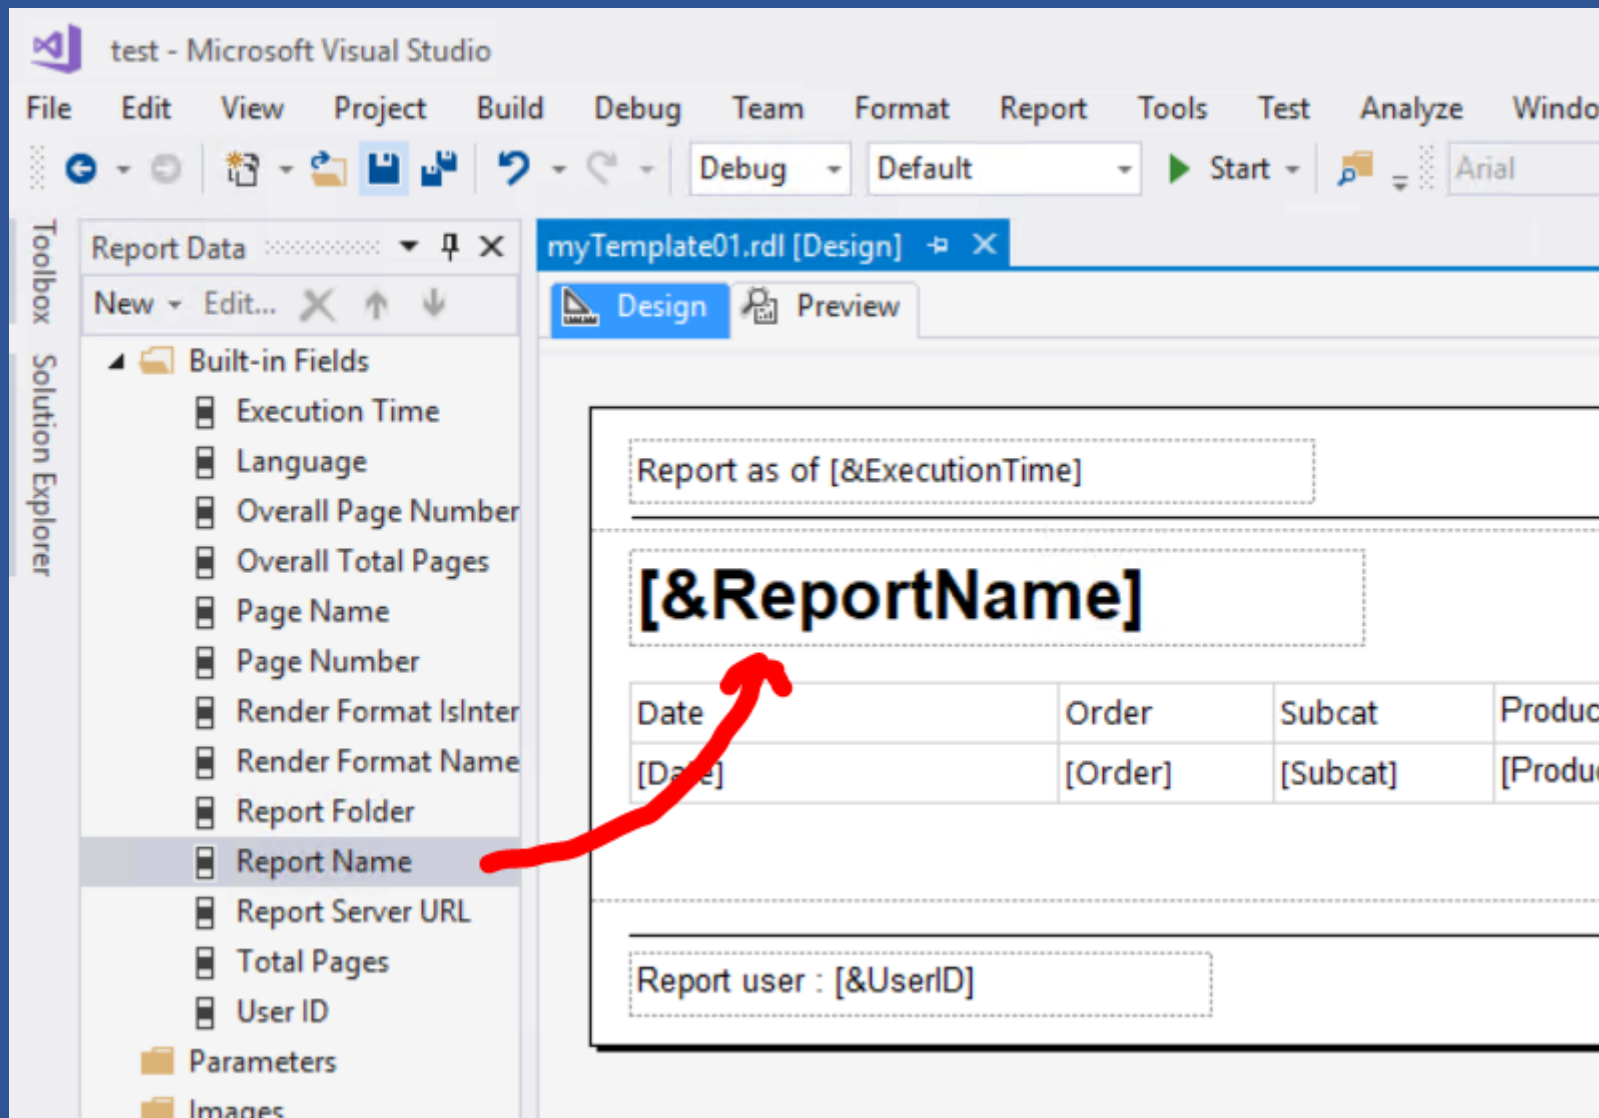 test - Microsoft Visual Studio
File Edit View Project Build Debug Team Format Report Tools Test Analyze Windo
Debug Default Start Arial
Toolbox
Solution Explorer
Report Data
New Edit...
Built-in Fields
Execution Time
Language
Overall Page Number
Overall Total Pages
Page Name
Page Number
Render Format IsInter
Render Format Name
Report Folder
Report Name
Report Server URL
Total Pages
User ID
Parameters
Images
myTemplate01.rdl [Design]
Design Preview
Report as of [&ExecutionTime]
[&ReportName]
Date Order Subcat Produc
[Date] [Order] [Subcat] [Produc
Report user : [&UserID]